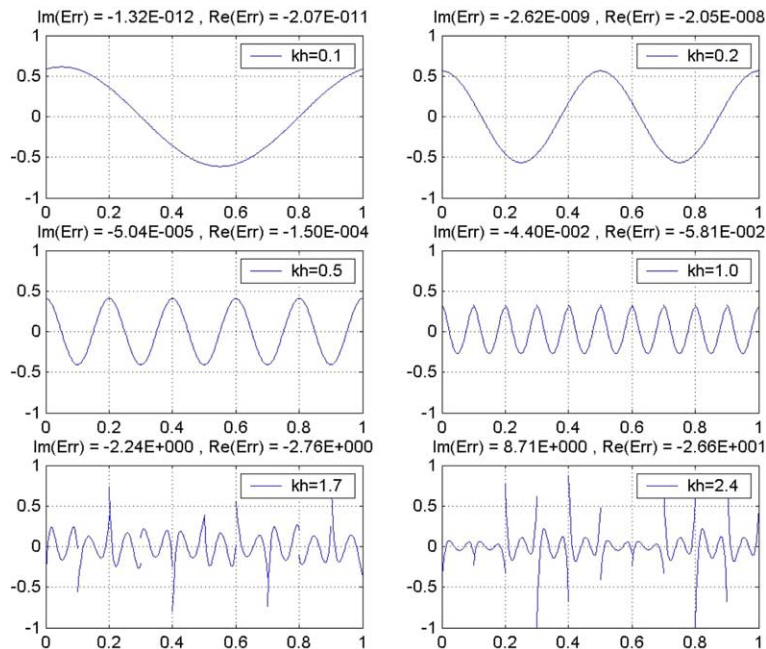 Im(Err) = -1.32E-012 , Re(Err) = -2.07E-011
kh=0.1
1
0.5
0
-0.5
-1
0 0.2 0.4 0.6 0.8 1
Im(Err) = -2.62E-009 , Re(Err) = -2.05E-008
kh=0.2
1
0.5
0
-0.5
-1
0 0.2 0.4 0.6 0.8 1
Im(Err) = -5.04E-005 , Re(Err) = -1.50E-004
kh=0.5
1
0.5
0
-0.5
-1
0 0.2 0.4 0.6 0.8 1
Im(Err) = -4.40E-002 , Re(Err) = -5.81E-002
kh=1.0
1
0.5
0
-0.5
-1
0 0.2 0.4 0.6 0.8 1
Im(Err) = -2.24E+000 , Re(Err) = -2.76E+000
kh=1.7
1
0.5
0
-0.5
-1
0 0.2 0.4 0.6 0.8 1
Im(Err) = 8.71E+000 , Re(Err) = -2.66E+001
kh=2.4
1
0.5
0
-0.5
-1
0 0.2 0.4 0.6 0.8 1